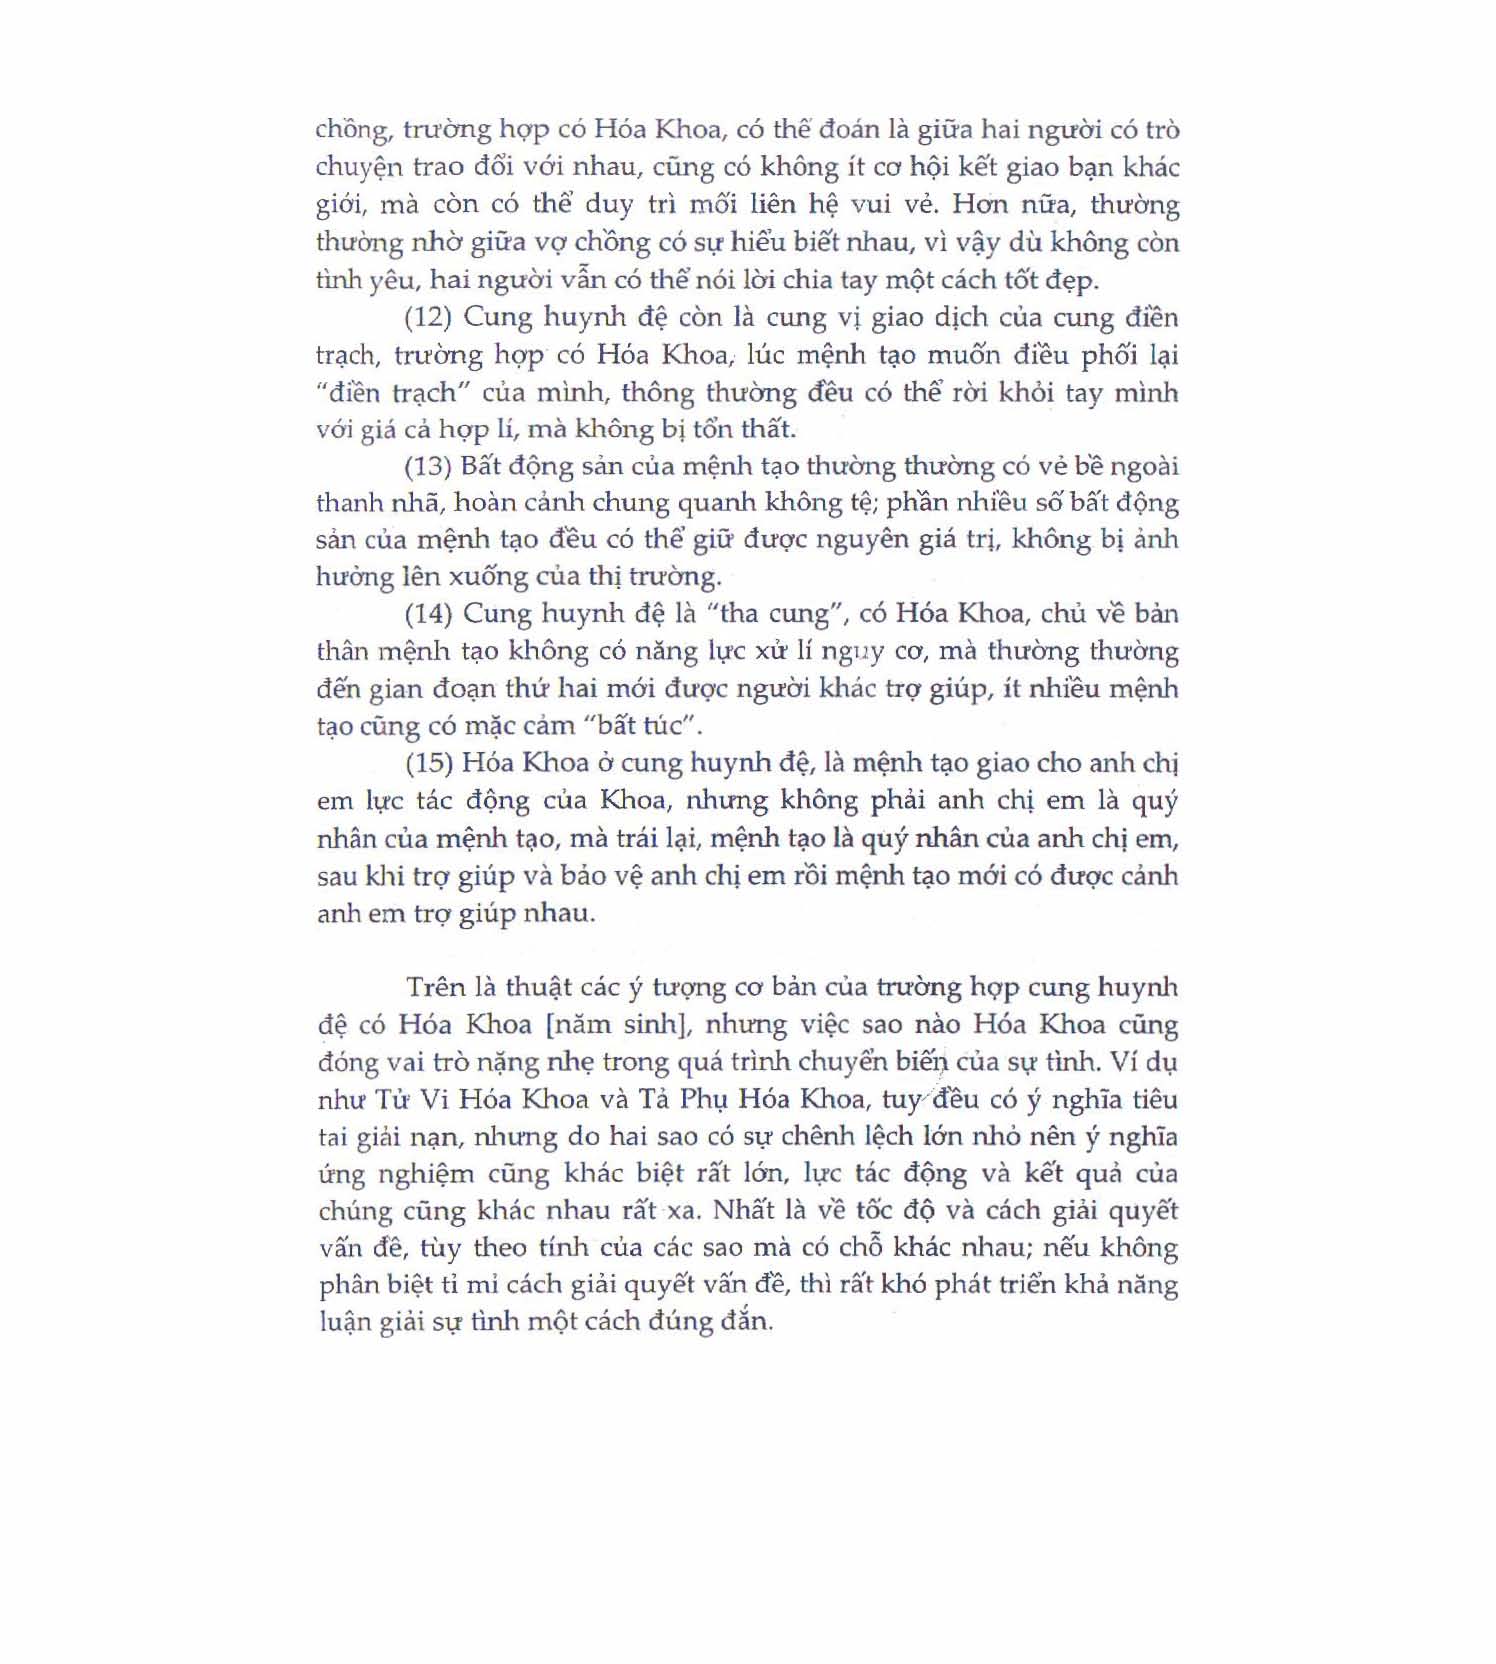 chồng, trường hợp có Hóa Khoa, có thể đoán là giữa hai người có trò
chuyện trao đổi với nhau, cũng có không ít cơ hội kết giao bạn khác
giới, mà còn có thể duy trì mối liên hệ vui vẻ. Hơn nữa, thường
thường nhờ giữa vợ chồng có sự hiểu biết nhau, vì vậy dù không còn
tình yêu, hai người vẫn có thể nói lời chia tay một cách tốt đẹp.
(12) Cung huynh đệ còn là cung vị giao dịch của cung điền
trạch, trường hợp có Hóa Khoa, lúc mệnh tạo muốn điều phối lại
"điền trạch" của mình, thông thường đều có thể rời khỏi tay mình
với giá cả hợp lí, mà không bị tổn thất.
(13) Bất động sản của mệnh tạo thường thường có vẻ bề ngoài
thanh nhã, hoàn cảnh chung quanh không tệ; phần nhiều số bất động
sản của mệnh tạo đều có thể giữ được nguyên giá trị, không bị ảnh
hưởng lên xuống của thị trường.
(14) Cung huynh đệ là "tha cung", có Hóa Khoa, chủ về bản
thân mệnh tạo không có năng lực xử lí nguy cơ, mà thường thường
đến gian đoạn thứ hai mới được người khác trợ giúp, ít nhiều mệnh
tạo cũng có mặc cảm "bất túc".
(15) Hóa Khoa ở cung huynh đệ, là mệnh tạo giao cho anh chị
em lực tác động của Khoa, nhưng không phải anh chị em là quý
nhân của mệnh tạo, mà trái lại, mệnh tạo là quý nhân của anh chị em,
sau khi trợ giúp và bảo vệ anh chị em rồi mệnh tạo mới có được cảnh
anh em trợ giúp nhau.
Trên là thuật các ý tượng cơ bản của trường hợp cung huynh
đệ có Hóa Khoa [năm sinh], nhưng việc sao nào Hóa Khoa cũng
đóng vai trò nặng nhẹ trong quá trình chuyển biến của sự tình. Ví dụ
như Tử Vi Hóa Khoa và Tả Phụ Hóa Khoa, tuy đều có ý nghĩa tiêu
tai giải nạn, nhưng do hai sao có sự chênh lệch lớn nhỏ nên ý nghĩa
ứng nghiệm cũng khác biệt rất lớn, lực tác động và kết quả của
chúng cũng khác nhau rất xa. Nhất là về tốc độ và cách giải quyết
vấn đề, tùy theo tính của các sao mà có chỗ khác nhau; nếu không
phân biệt tỉ mỉ cách giải quyết vấn đề, thì rất khó phát triển khả năng
luận giải sự tình một cách đúng đắn.